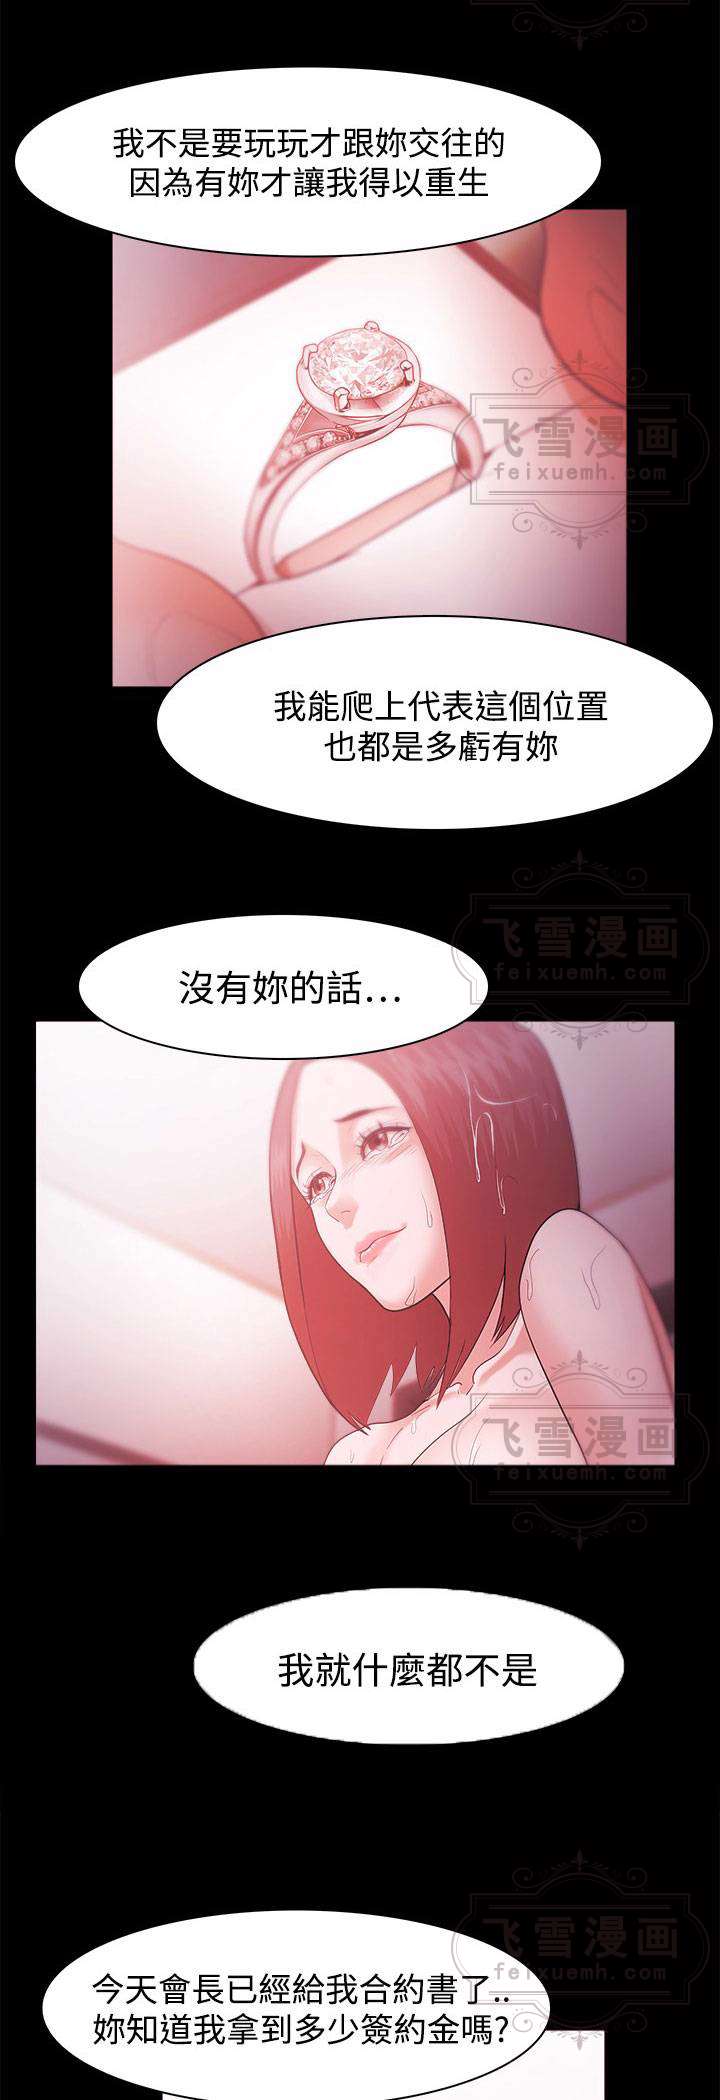 我不是要玩玩才跟妳交往的
因為有妳才讓我得以重生
飞雪漫画
feixuemh.com
我能爬上代表這個位置
也都是多虧有妳
飞雪漫画
feixuemh.com
沒有妳的話...
飞雪漫画
feixuemh.com
我就什麼都不是
飞雪漫画
feixuemh.com
今天會長已經給我合約書了..
妳知道我拿到多少簽約金嗎?